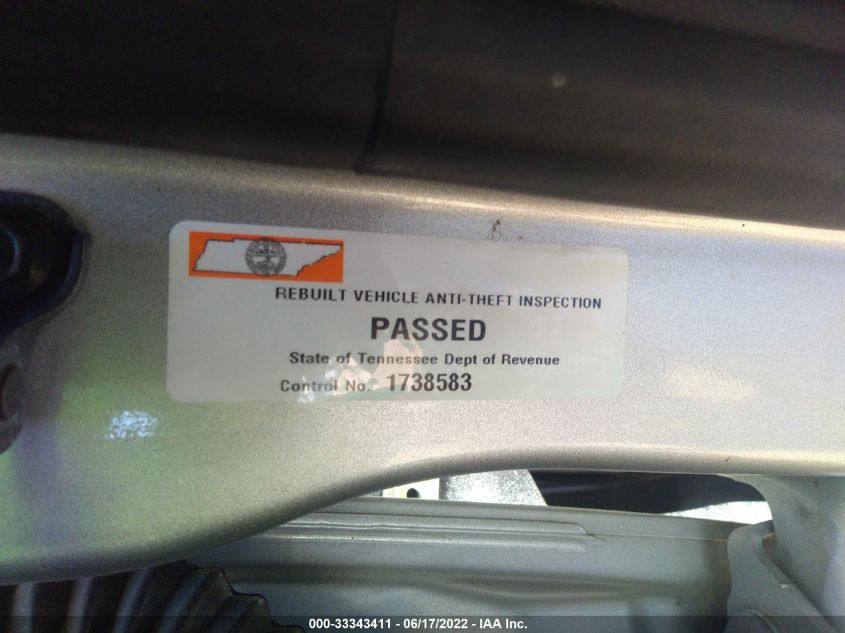 REBUILT VEHICLE ANTI-THEFT INSPECTION
PASSED
State of Tennessee Dept of Revenue
Control No. 1738583
000-33343411 - 06/17/2022 - IAA Inc.